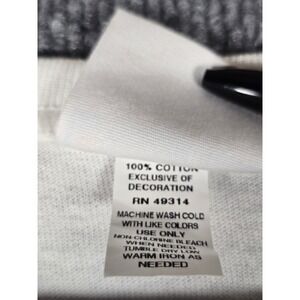 100% COTTON
EXCLUSIVE OF
DECORATION
RN 49314
MACHINE WASH COLD
WITH LIKE COLORS
USE ONLY
NON-CHLORINE BLEACH
WHEN NEEDED
TUMBLE DRY LOW
WARM IRON AS
NEEDED